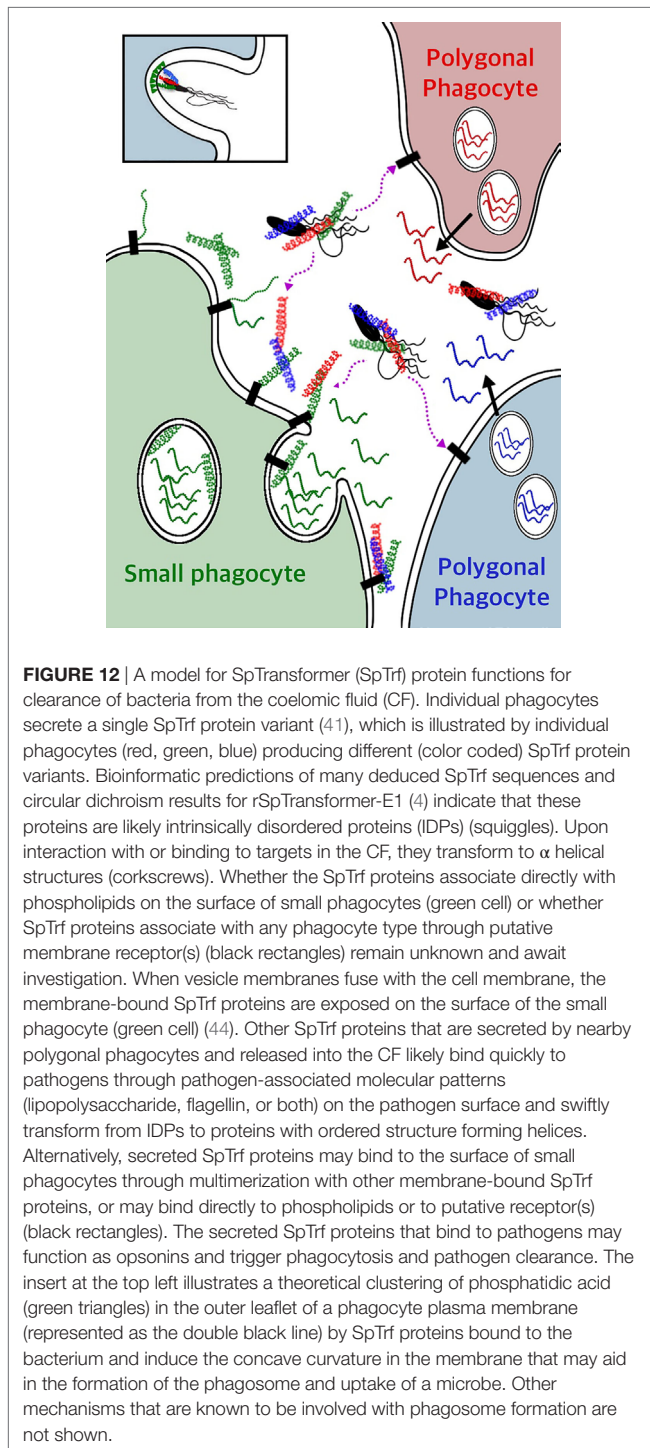 Polygonal
Phagocyte
Small phagocyte
Polygonal
Phagocyte
FIGURE 12 | A model for SpTransformer (SpTrf) protein functions for
clearance of bacteria from the coelomic fluid (CF). Individual phagocytes
secrete a single SpTrf protein variant (41), which is illustrated by individual
phagocytes (red, green, blue) producing different (color coded) SpTrf protein
variants. Bioinformatic predictions of many deduced SpTrf sequences and
circular dichroism results for rSpTransformer-E1 (4) indicate that these
proteins are likely intrinsically disordered proteins (IDPs) (squiggles). Upon
interaction with or binding to targets in the CF, they transform to α helical
structures (corkscrews). Whether the SpTrf proteins associate directly with
phospholipids on the surface of small phagocytes (green cell) or whether
SpTrf proteins associate with any phagocyte type through putative
membrane receptor(s) (black rectangles) remain unknown and await
investigation. When vesicle membranes fuse with the cell membrane, the
membrane-bound SpTrf proteins are exposed on the surface of the small
phagocyte (green cell) (44). Other SpTrf proteins that are secreted by nearby
polygonal phagocytes and released into the CF likely bind quickly to
pathogens through pathogen-associated molecular patterns
(lipopolysaccharide, flagellin, or both) on the pathogen surface and swiftly
transform from IDPs to proteins with ordered structure forming helices.
Alternatively, secreted SpTrf proteins may bind to the surface of small
phagocytes through multimerization with other membrane-bound SpTrf
proteins, or may bind directly to phospholipids or to putative receptor(s)
(black rectangles). The secreted SpTrf proteins that bind to pathogens may
function as opsonins and trigger phagocytosis and pathogen clearance. The
insert at the top left illustrates a theoretical clustering of phosphatidic acid
(green triangles) in the outer leaflet of a phagocyte plasma membrane
(represented as the double black line) by SpTrf proteins bound to the
bacterium and induce the concave curvature in the membrane that may aid
in the formation of the phagosome and uptake of a microbe. Other
mechanisms that are known to be involved with phagosome formation are
not shown.